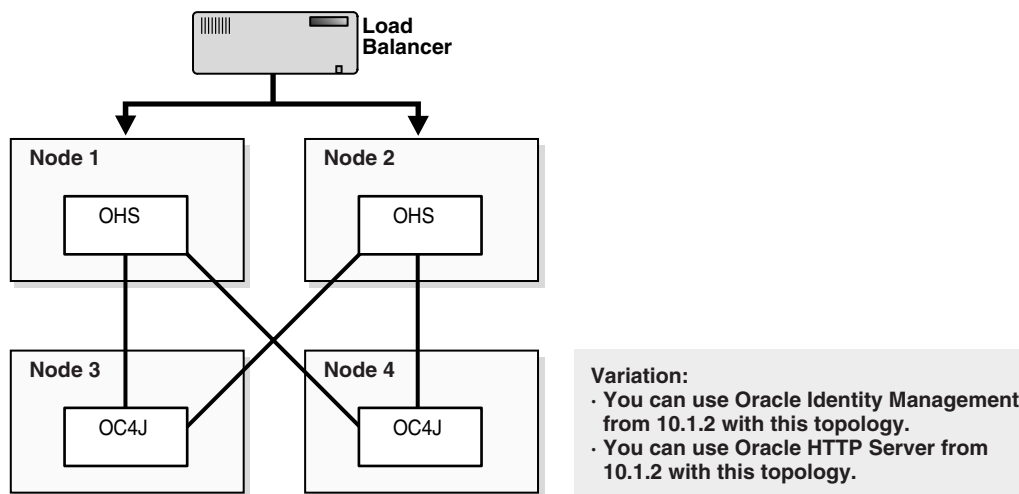 Load
Balancer
Node 1
Node 2
OHS
OHS
Node 3
Node 4
OC4J
OC4J
Variation:
· You can use Oracle Identity Management
from 10.1.2 with this topology.
· You can use Oracle HTTP Server from
10.1.2 with this topology.